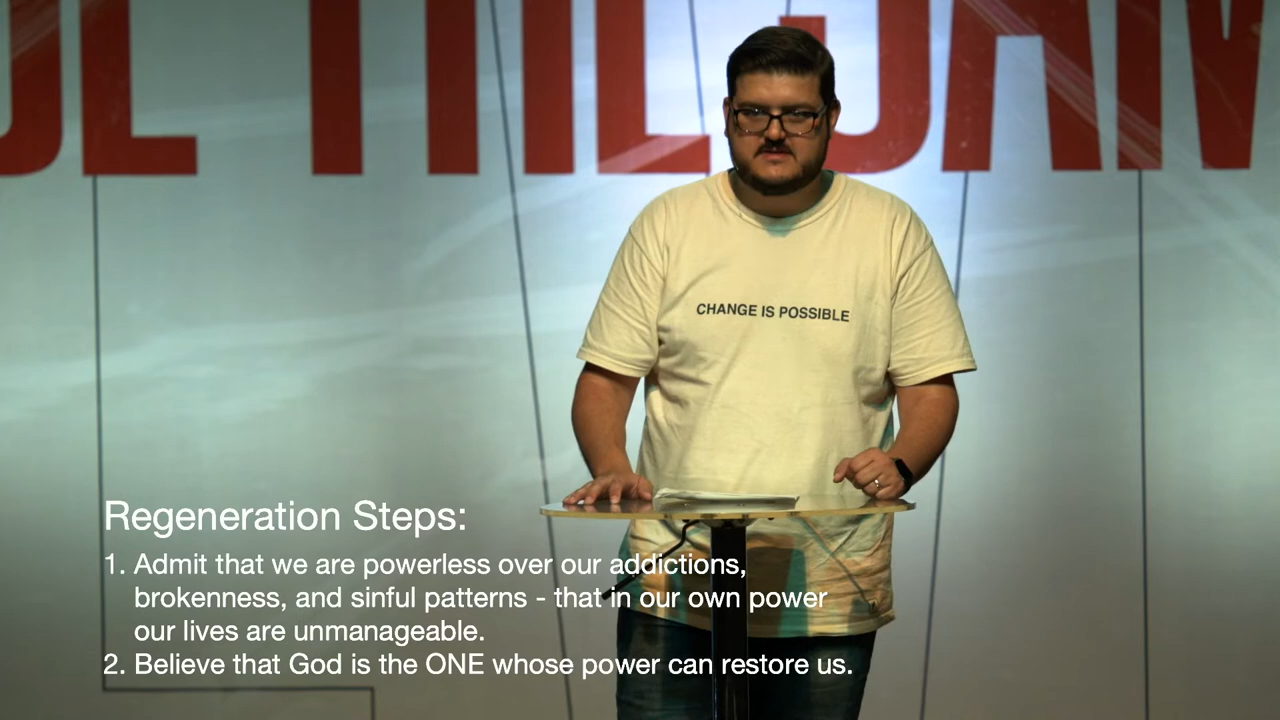 THE
CHANGE IS POSSIBLE
Regeneration Steps:
1. Admit that we are powerless over our addictions,
brokenness, and sinful patterns - that in our own power
our lives are unmanageable.
2. Believe that God is the ONE whose power can restore us.